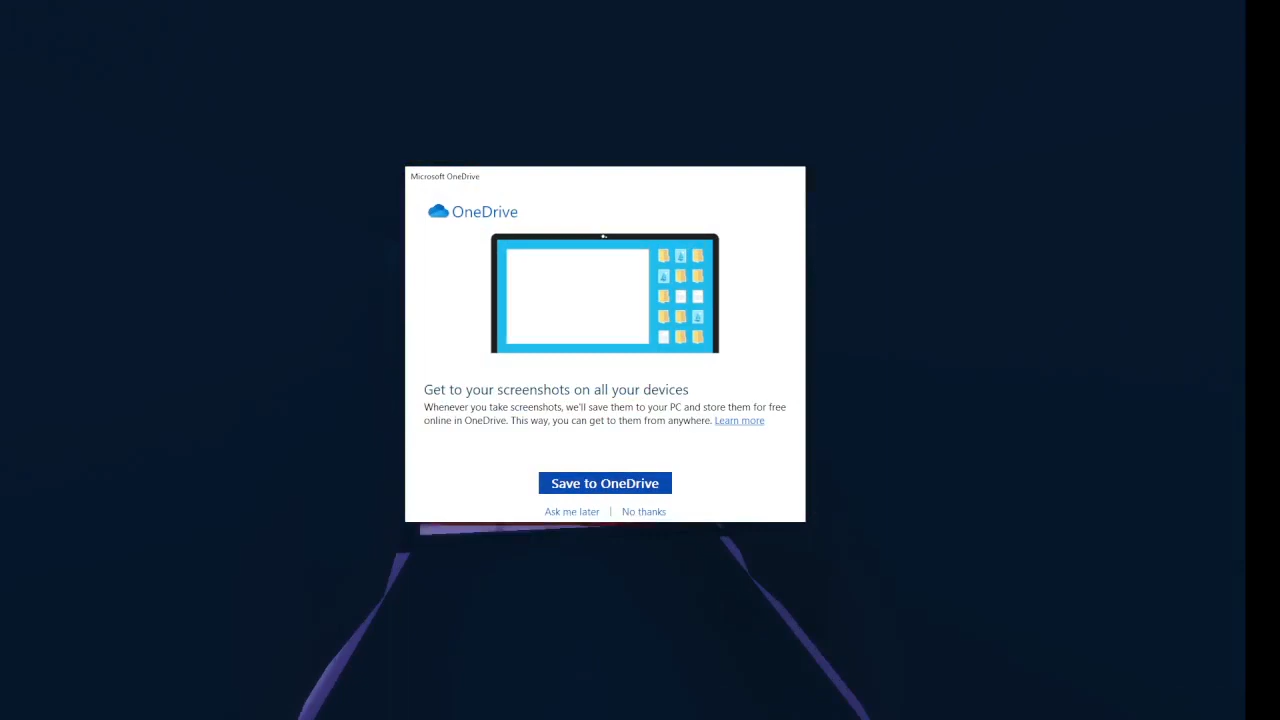 Microsoft OneDrive
OneDrive
Get to your screenshots on all your devices
Whenever you take screenshots, we'll save them to your PC and store them for free
online in OneDrive. This way, you can get to them from anywhere. Learn more
Save to OneDrive
Ask me later | No thanks